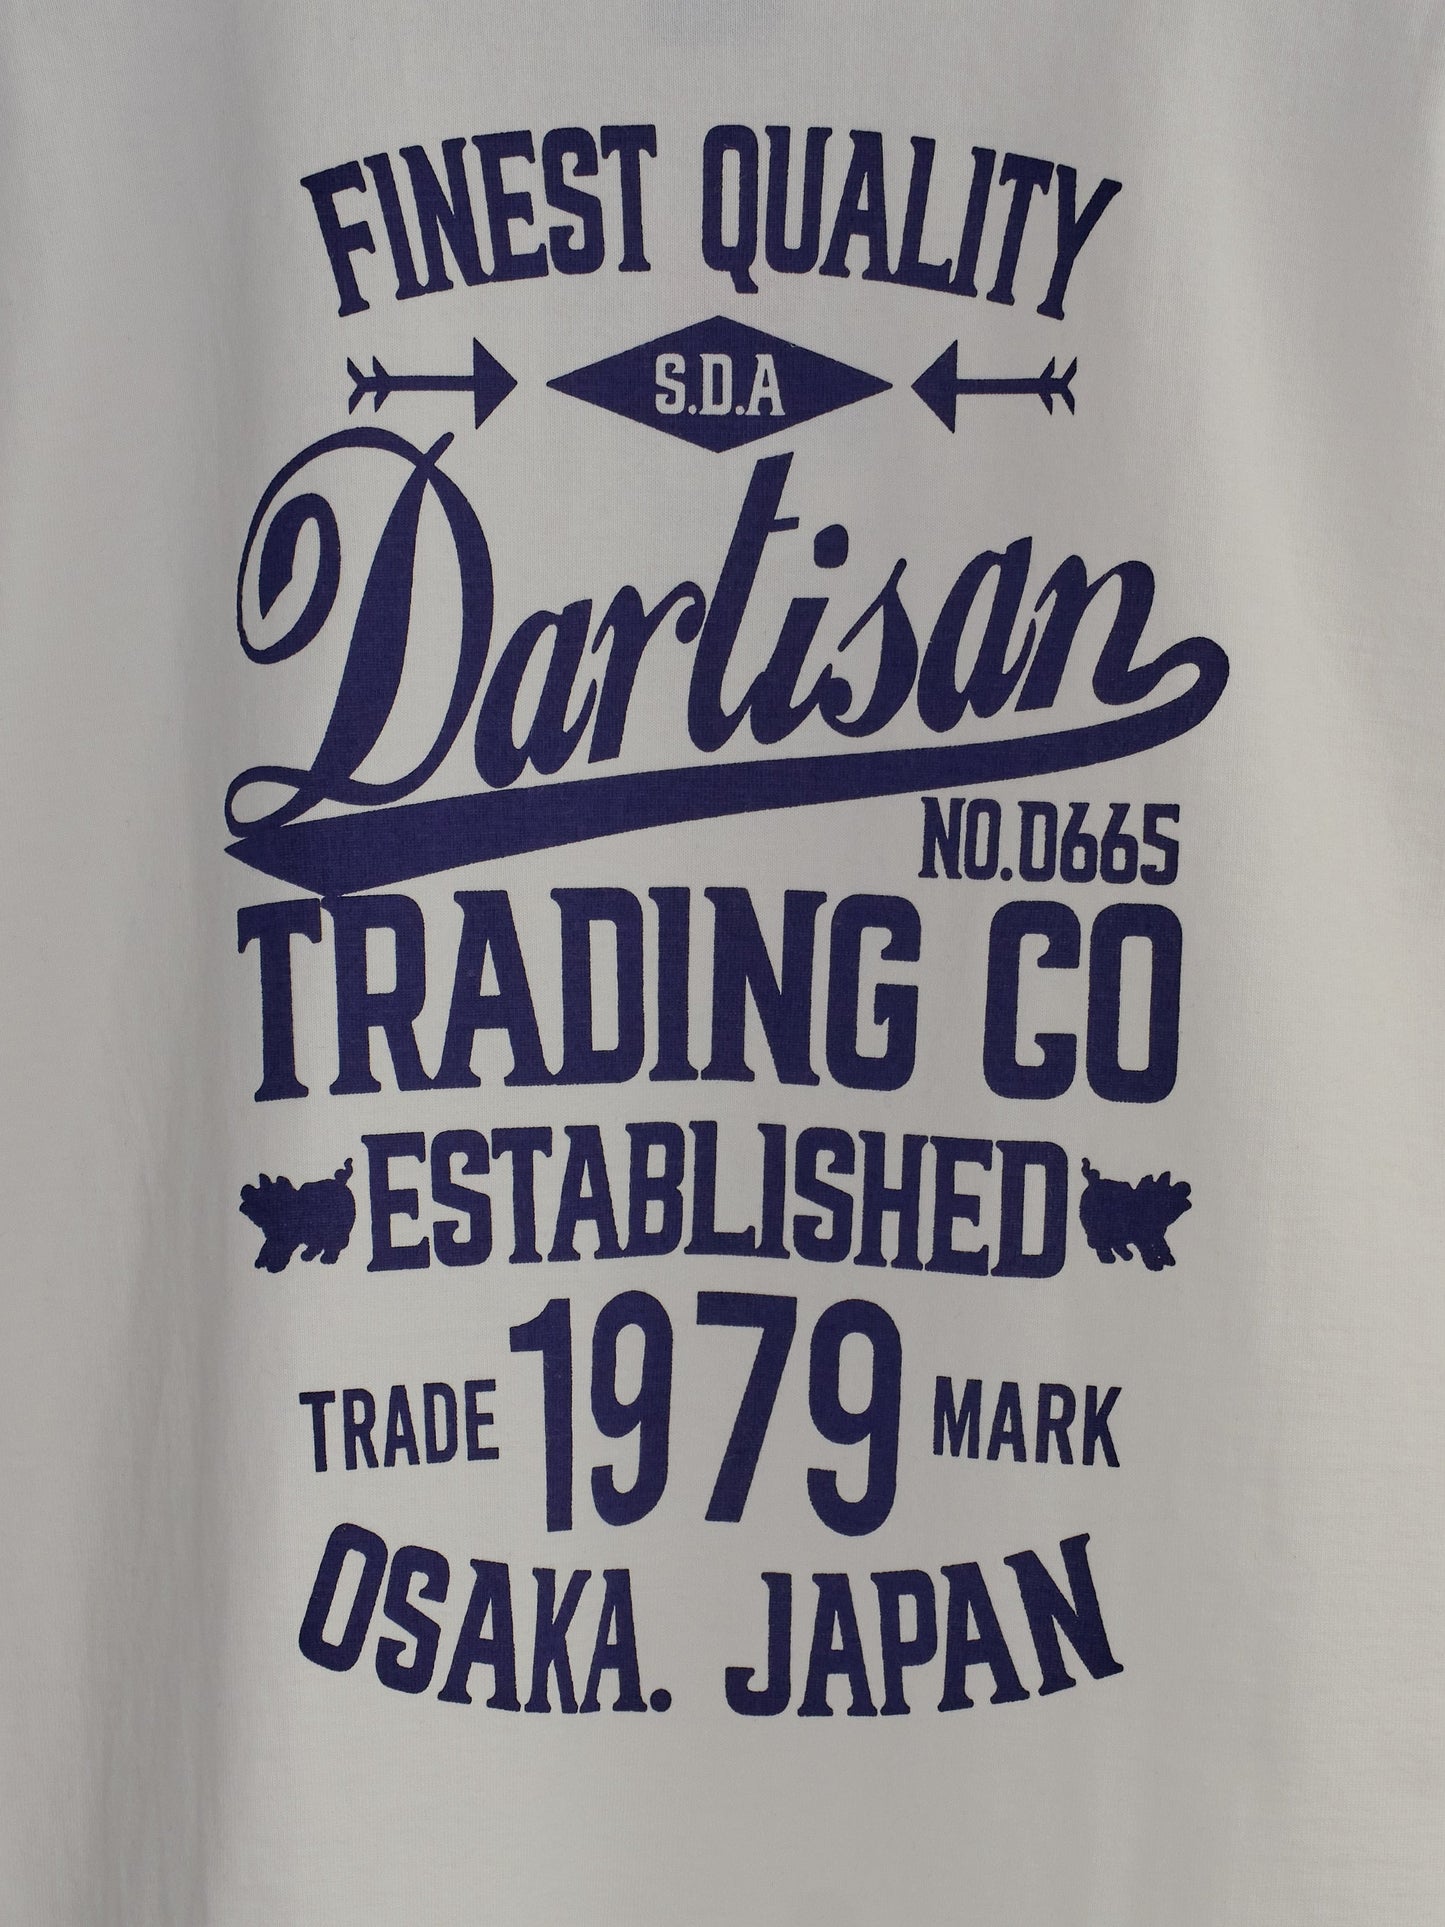 FINEST QUALITY
S.D.A
Dartisan
NO.D665
TRADING CO
ESTABLISHED
TRADE 1979 MARK
OSAKA. JAPAN